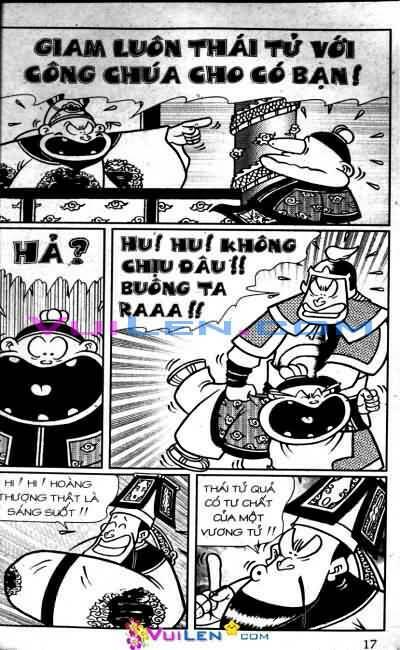 GIAM LUÔN THÁI TỬ VỚI
CÔNG CHÚA CHO CÓ BẠN!
HẢ?
HU! HU! KHÔNG
CHỊU ĐÂU!!
BUÔNG TA
RAAA!!
VUILEN.COM
HI! HI! HOÀNG
THƯỢNG THẬT LÀ
SÁNG SUỐT!!
THÁI TỬ QUẢ
CÓ TƯ CHẤT
CỦA MỘT
VƯƠNG TỬ!!
17
VUILEN.COM